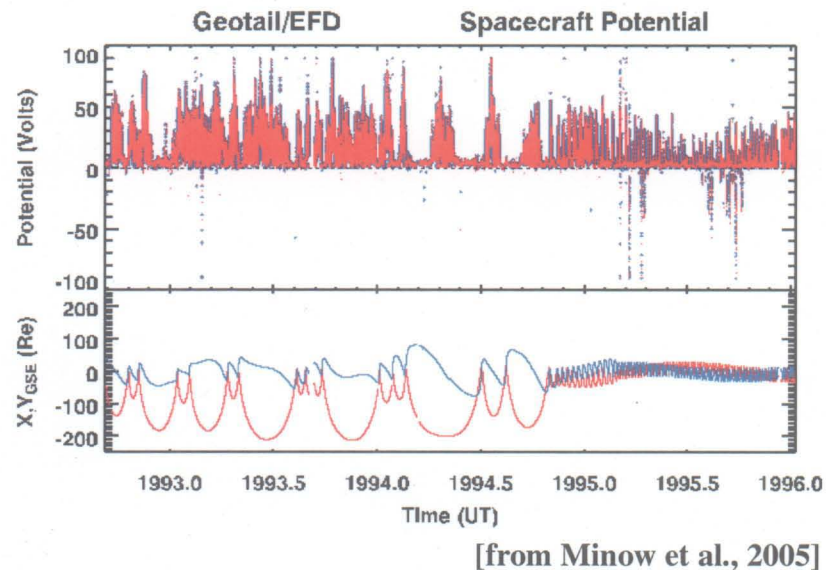 Geotail/EFD Spacecraft Potential
Potential (Volts)
100
50
0
-50
-100
X,Y GSE (Re)
200
100
0
-100
-200
1993.0 1993.5 1994.0 1994.5 1995.0 1995.5 1996.0
Time (UT)
[from Minow et al., 2005]